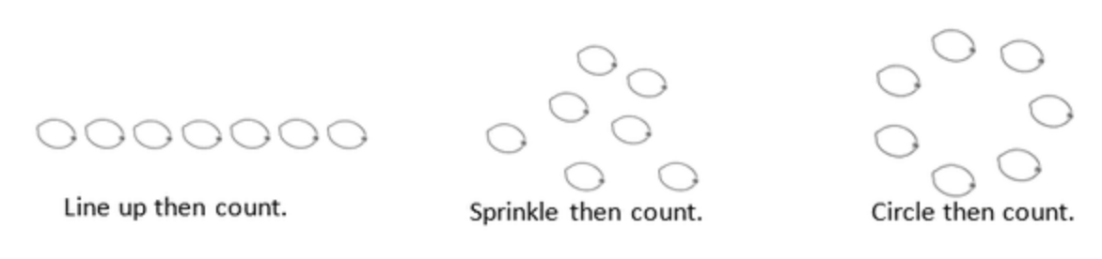 Line up then count.
Sprinkle then count.
Circle then count.